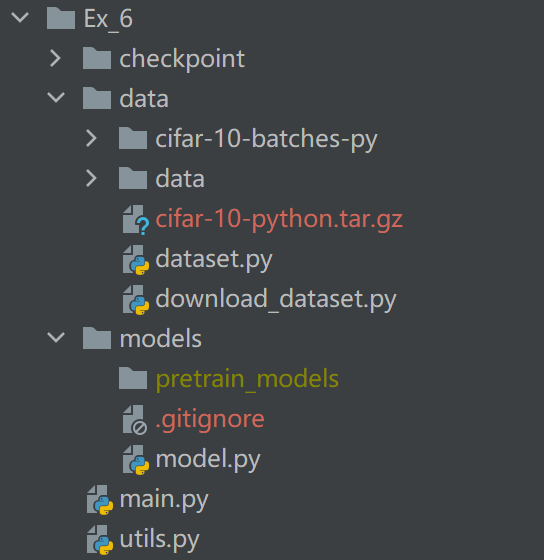 Ex_6
checkpoint
data
cifar-10-batches-py
data
cifar-10-python.tar.gz
dataset.py
download_dataset.py
models
pretrain_models
.gitignore
model.py
main.py
utils.py